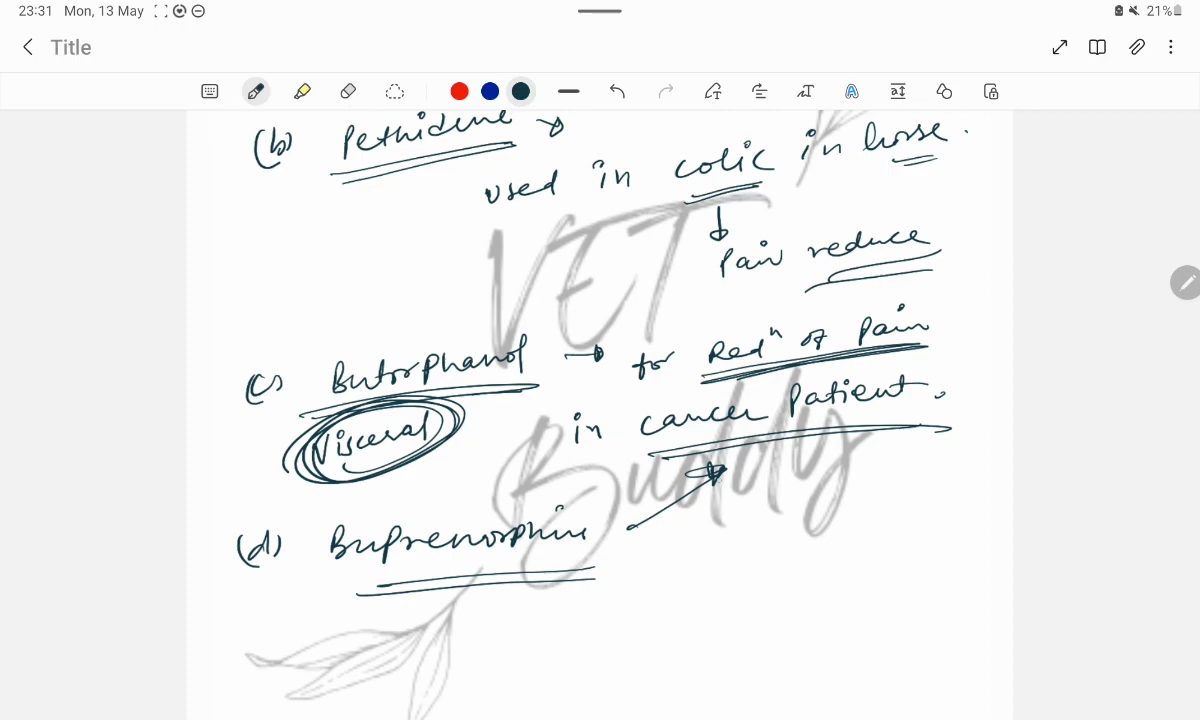 23:31 Mon, 13 May 21%
Title
(b) Pethidine →
used in colic in horse.
↓
Pain reduce
(c) Butorphanol → for Redⁿ of Pain
Visceral in cancer Patient.
(d) Buprenorphine
VET
Buddy